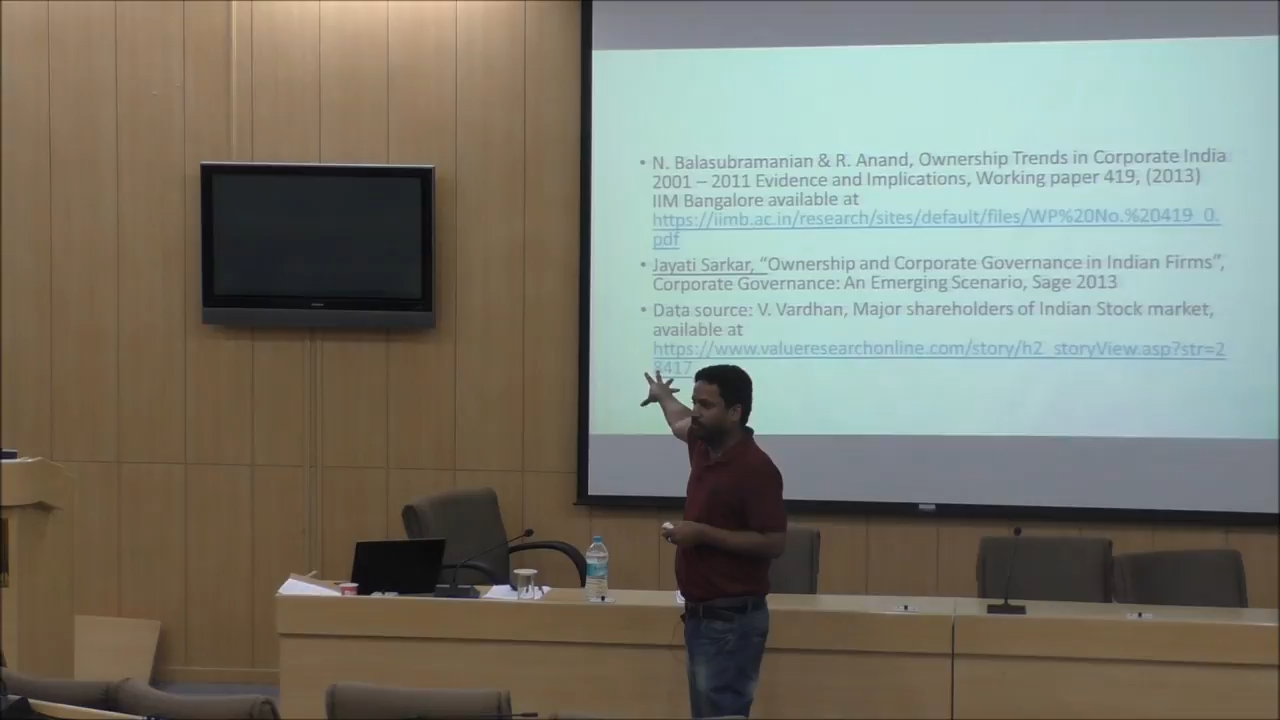 • N. Balasubramanian & R. Anand, Ownership Trends in Corporate India
2001 – 2011 Evidence and Implications, Working paper 419, (2013)
IIM Bangalore available at
https://iimb.ac.in/research/sites/default/files/WP%20No.%20419_0.
pdf
• Jayati Sarkar, “Ownership and Corporate Governance in Indian Firms”,
Corporate Governance: An Emerging Scenario, Sage 2013
• Data source: V. Vardhan, Major shareholders of Indian Stock market,
available at
https://www.valueresearchonline.com/story/h2_storyView.asp?str=2
8417